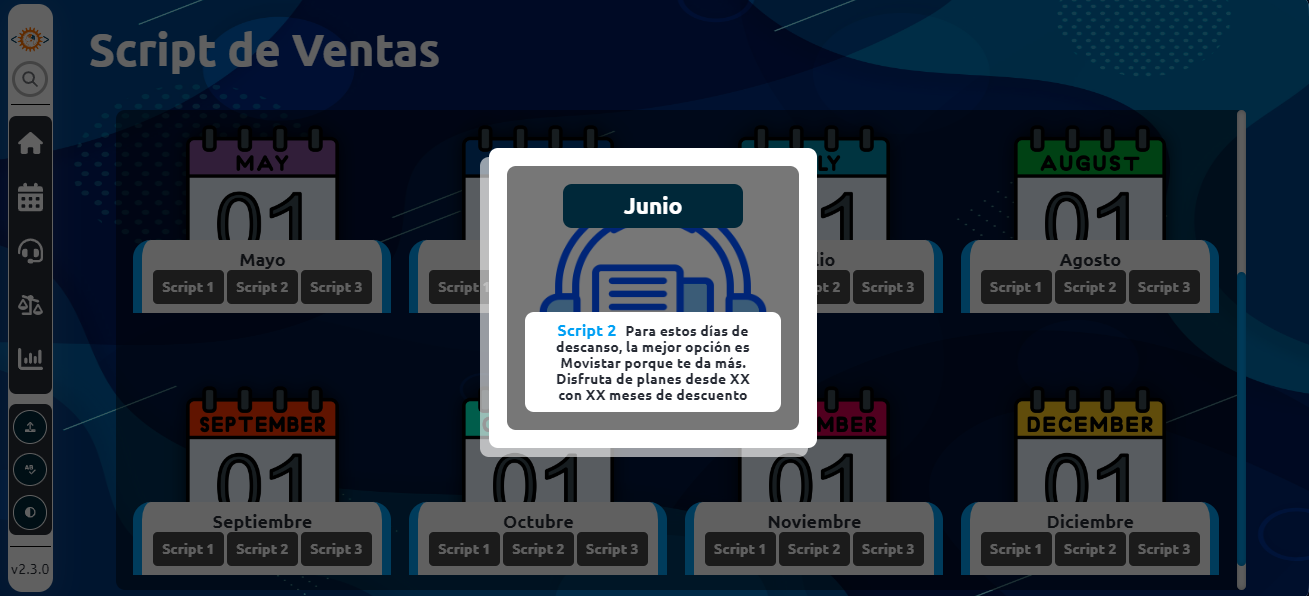 Script de Ventas
MAY
LY
AUGUST
01
01
01
Mayo
lio
Agosto
Script 1 Script 2 Script 3
Script 1
Script 3
Script 1 Script 2 Script 3
Junio
Script 2 Para estos días de
descanso, la mejor opción es
Movistar porque te da más.
Disfruta de planes desde XX
con XX meses de descuento
SEPTEMBER
MBER
DECEMBER
01
01
01
01
Septiembre
Octubre
Noviembre
Diciembre
Script 1 Script 2 Script 3
Script 1 Script 2 Script 3
Script 1 Script 2 Script 3
Script 1 Script 2 Script 3
v2.3.0